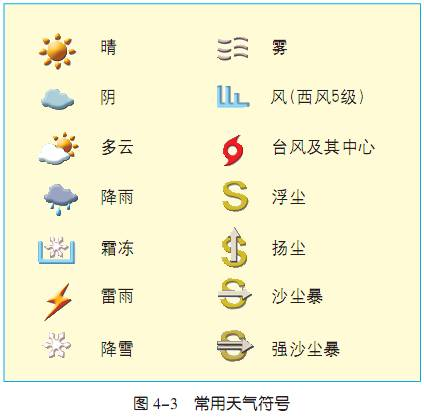 晴 雾
阴 风(西风5级)
多云 台风及其中心
降雨 浮尘
霜冻 扬尘
雷雨 沙尘暴
降雪 强沙尘暴
图 4-3 常用天气符号